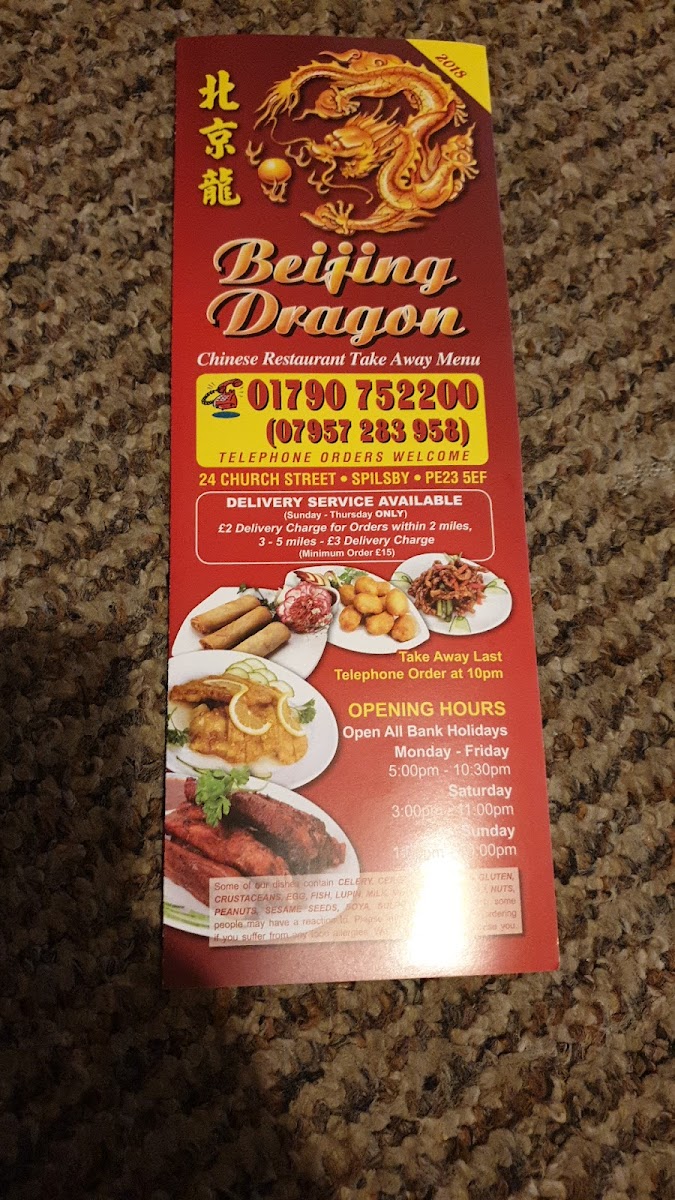 2018
北京龍
Beijing
Dragon
Chinese Restaurant Take Away Menu
01790 752200
(07957 283 958)
TELEPHONE ORDERS WELCOME
24 CHURCH STREET • SPILSBY • PE23 5EF
DELIVERY SERVICE AVAILABLE
(Sunday - Thursday ONLY)
£2 Delivery Charge for Orders within 2 miles,
3 - 5 miles - £3 Delivery Charge
(Minimum Order £15)
Take Away Last
Telephone Order at 10pm
OPENING HOURS
Open All Bank Holidays
Monday - Friday
5:00pm - 10:30pm
Saturday
3:00pm - 11:00pm
Sunday
Some of our dishes contain CELERY, GLUTEN,
CRUSTACEANS, EGG, FISH, LUPIN, MILK, NUTS,
PEANUTS, SESAME SEEDS, SOYA, some
people may have a reaction
if you suffer from any food allergies, you